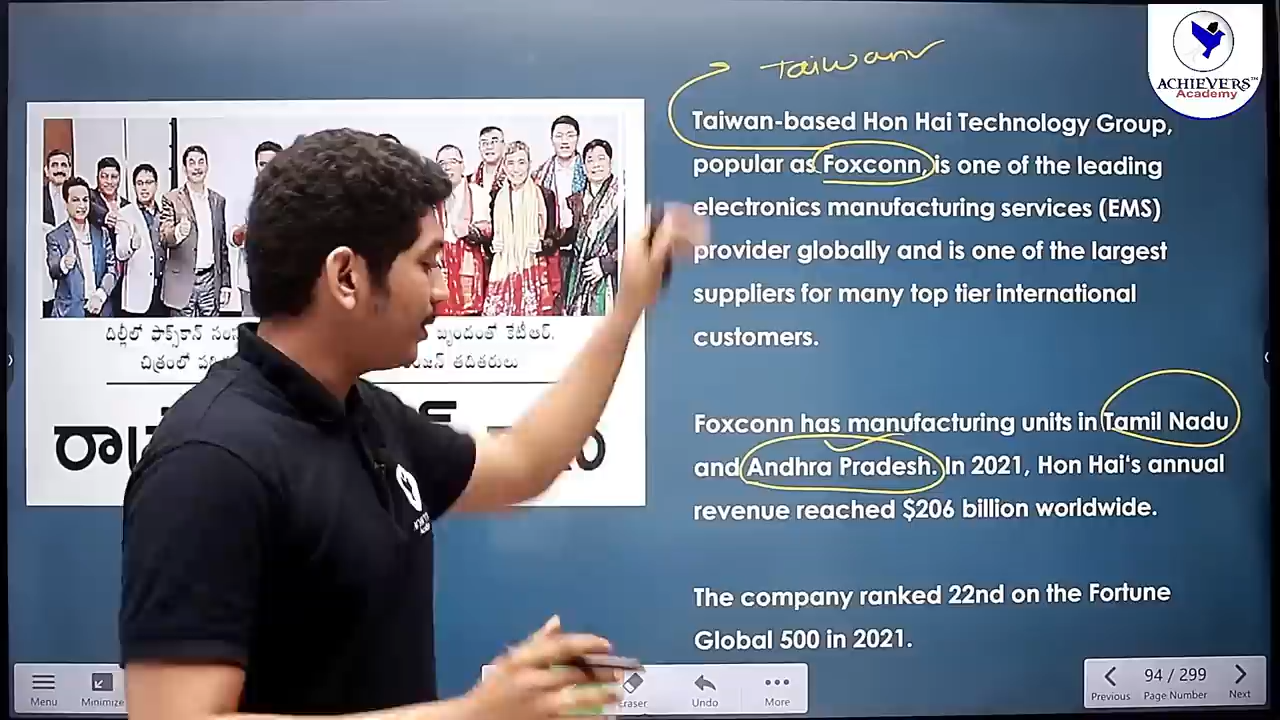 Taiwan
ACHIEVERS™
Academy
Taiwan-based Hon Hai Technology Group,
popular as Foxconn, is one of the leading
electronics manufacturing services (EMS)
provider globally and is one of the largest
suppliers for many top tier international
customers.
Foxconn has manufacturing units in Tamil Nadu
and Andhra Pradesh. In 2021, Hon Hai's annual
revenue reached $206 billion worldwide.
The company ranked 22nd on the Fortune
Global 500 in 2021.
దిల్లీలో ఫాక్స్‌కాన్ బృందంతో కేటీఆర్.
చిత్రంలో తదితరులు
Menu
Minimize
Undo
More
Previous
94 / 299
Page Number
Next